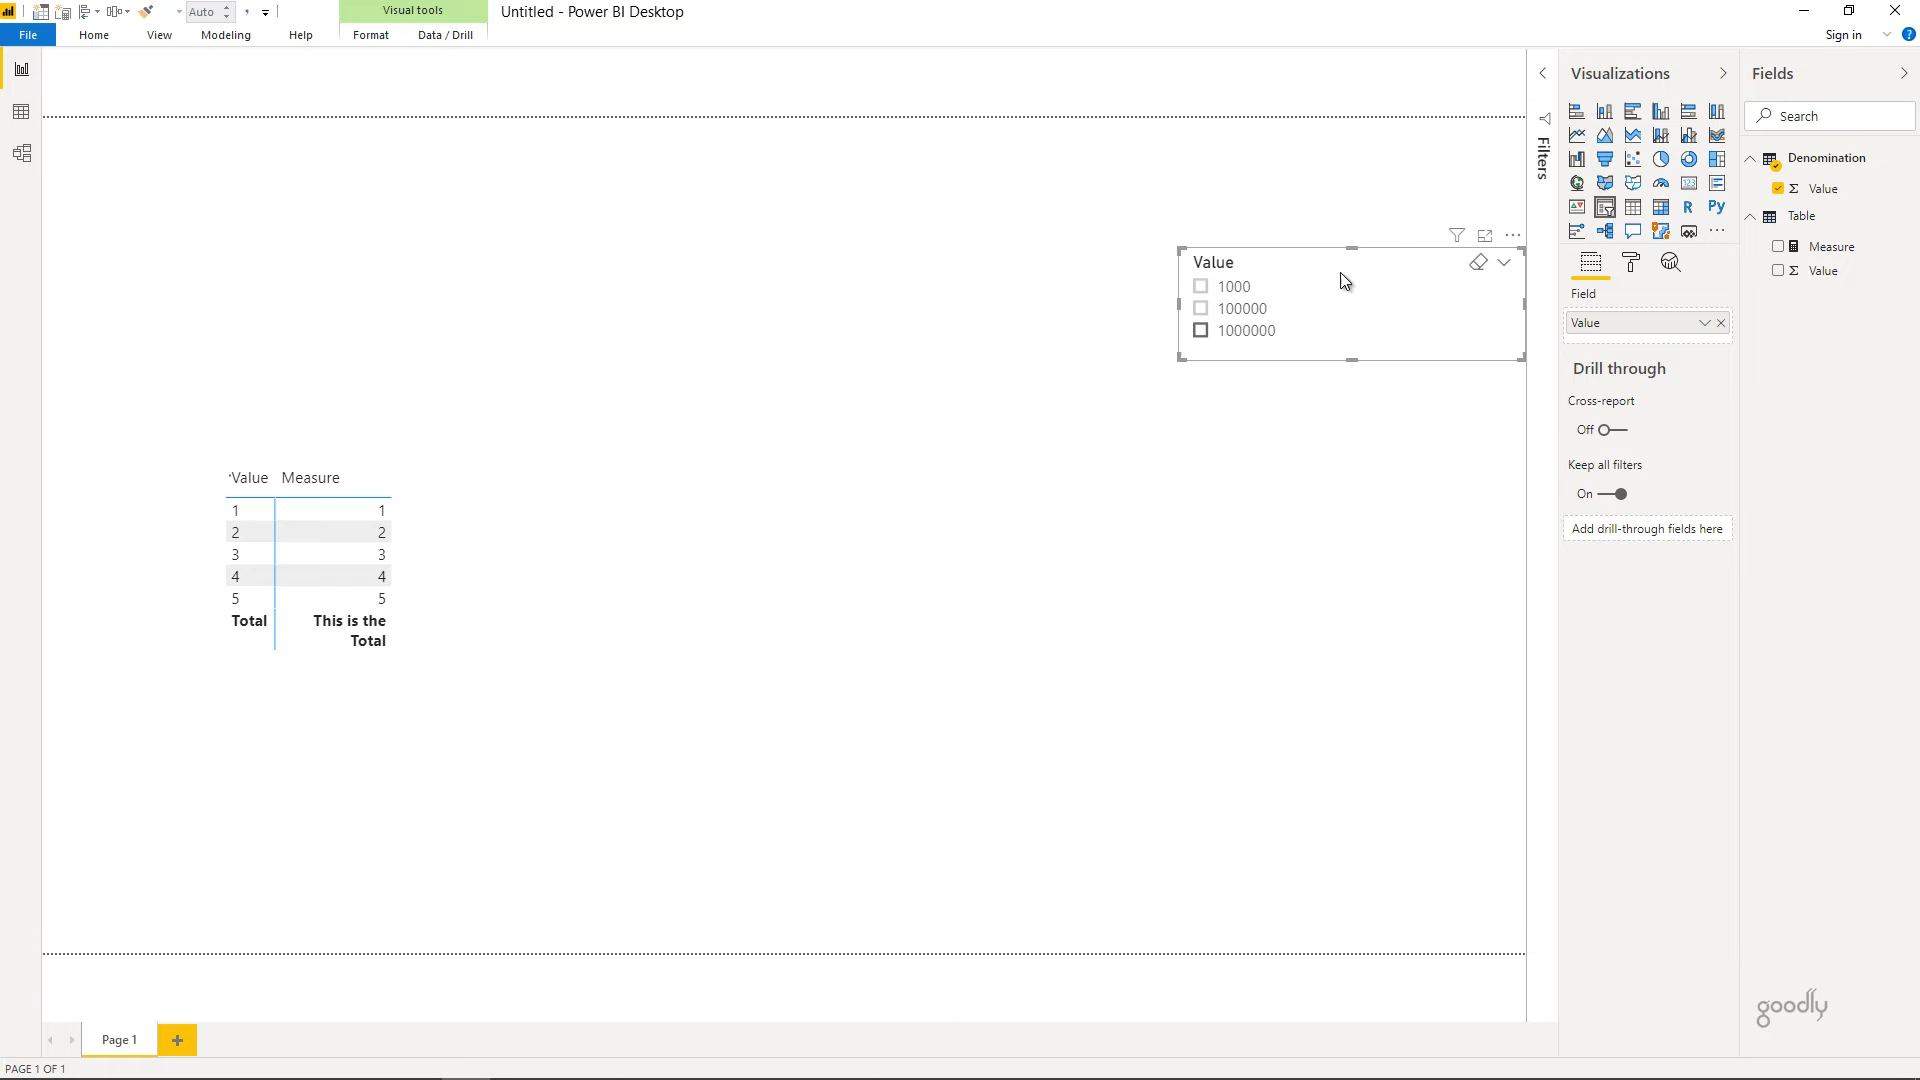 Auto
Visual tools
Untitled - Power BI Desktop
File
Home
View
Modeling
Help
Format
Data / Drill
Sign in
?
Visualizations
Fields
Search
Filters
Denomination
Value
Table
Measure
Value
123
R
Py
Value
1000
100000
1000000
Field
Value
Drill through
Cross-report
Off
Keep all filters
On
Add drill-through fields here
Value Measure
1 1
2 2
3 3
4 4
5 5
Total This is the
Total
goodly
Page 1
PAGE 1 OF 1